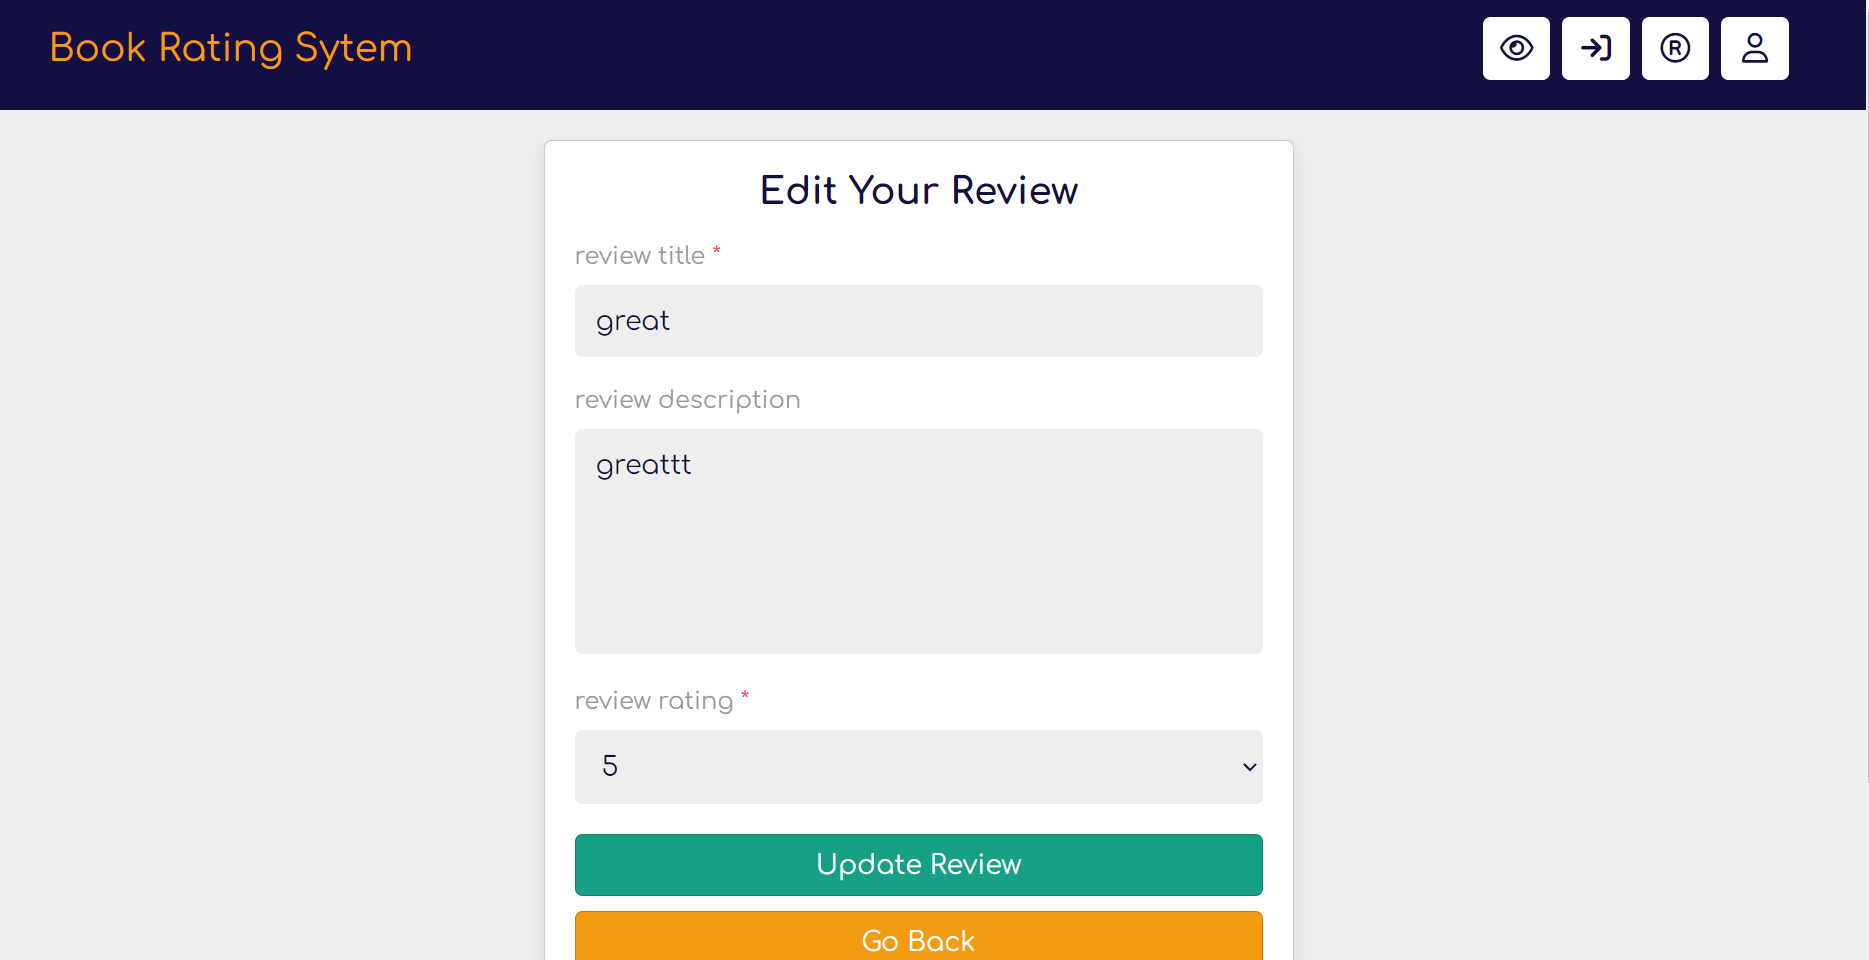 Book Rating Sytem
Edit Your Review
review title *
great
review description
greattt
review rating *
5
Update Review
Go Back